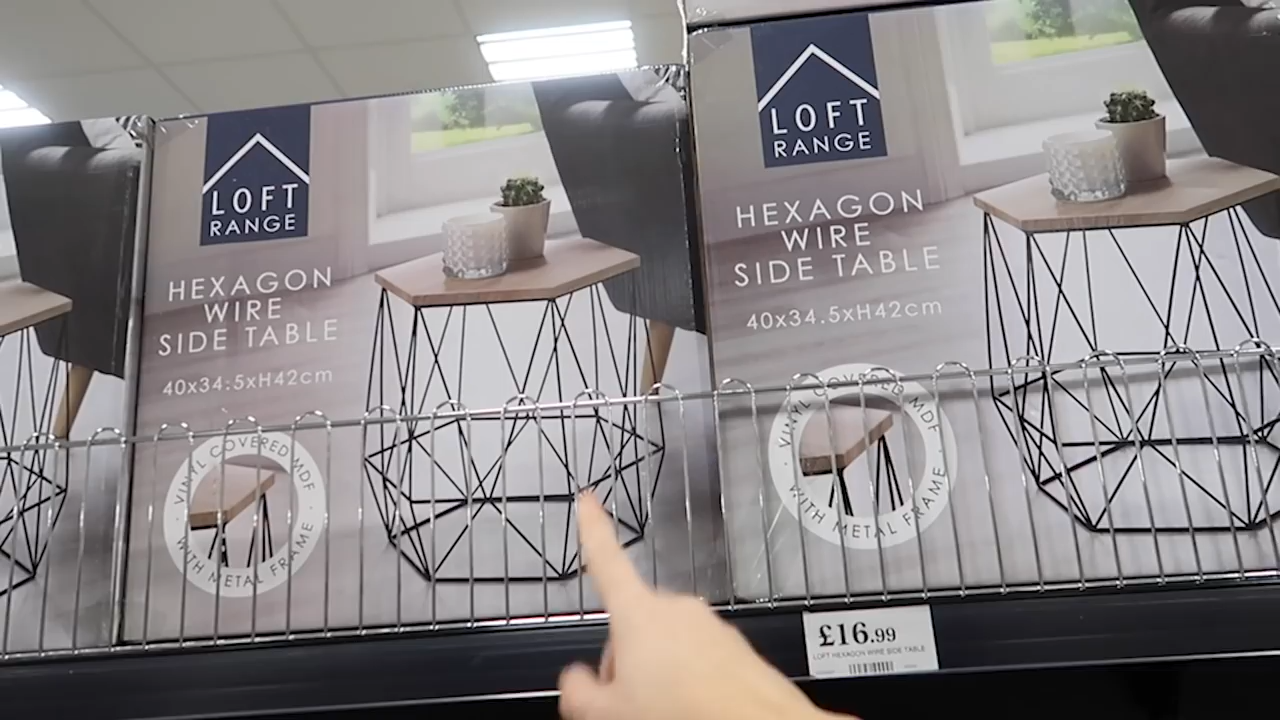 LOFT
RANGE
HEXAGON
WIRE
SIDE TABLE
40x34.5xH42cm
· VINYL COVERED MDF ·
WITH METAL FRAME
LOFT
RANGE
HEXAGON
WIRE
SIDE TABLE
40x34.5xH42cm
· VINYL COVERED MDF ·
WITH METAL FRAME
£16.99
LOFT HEXAGON WIRE SIDE TABLE